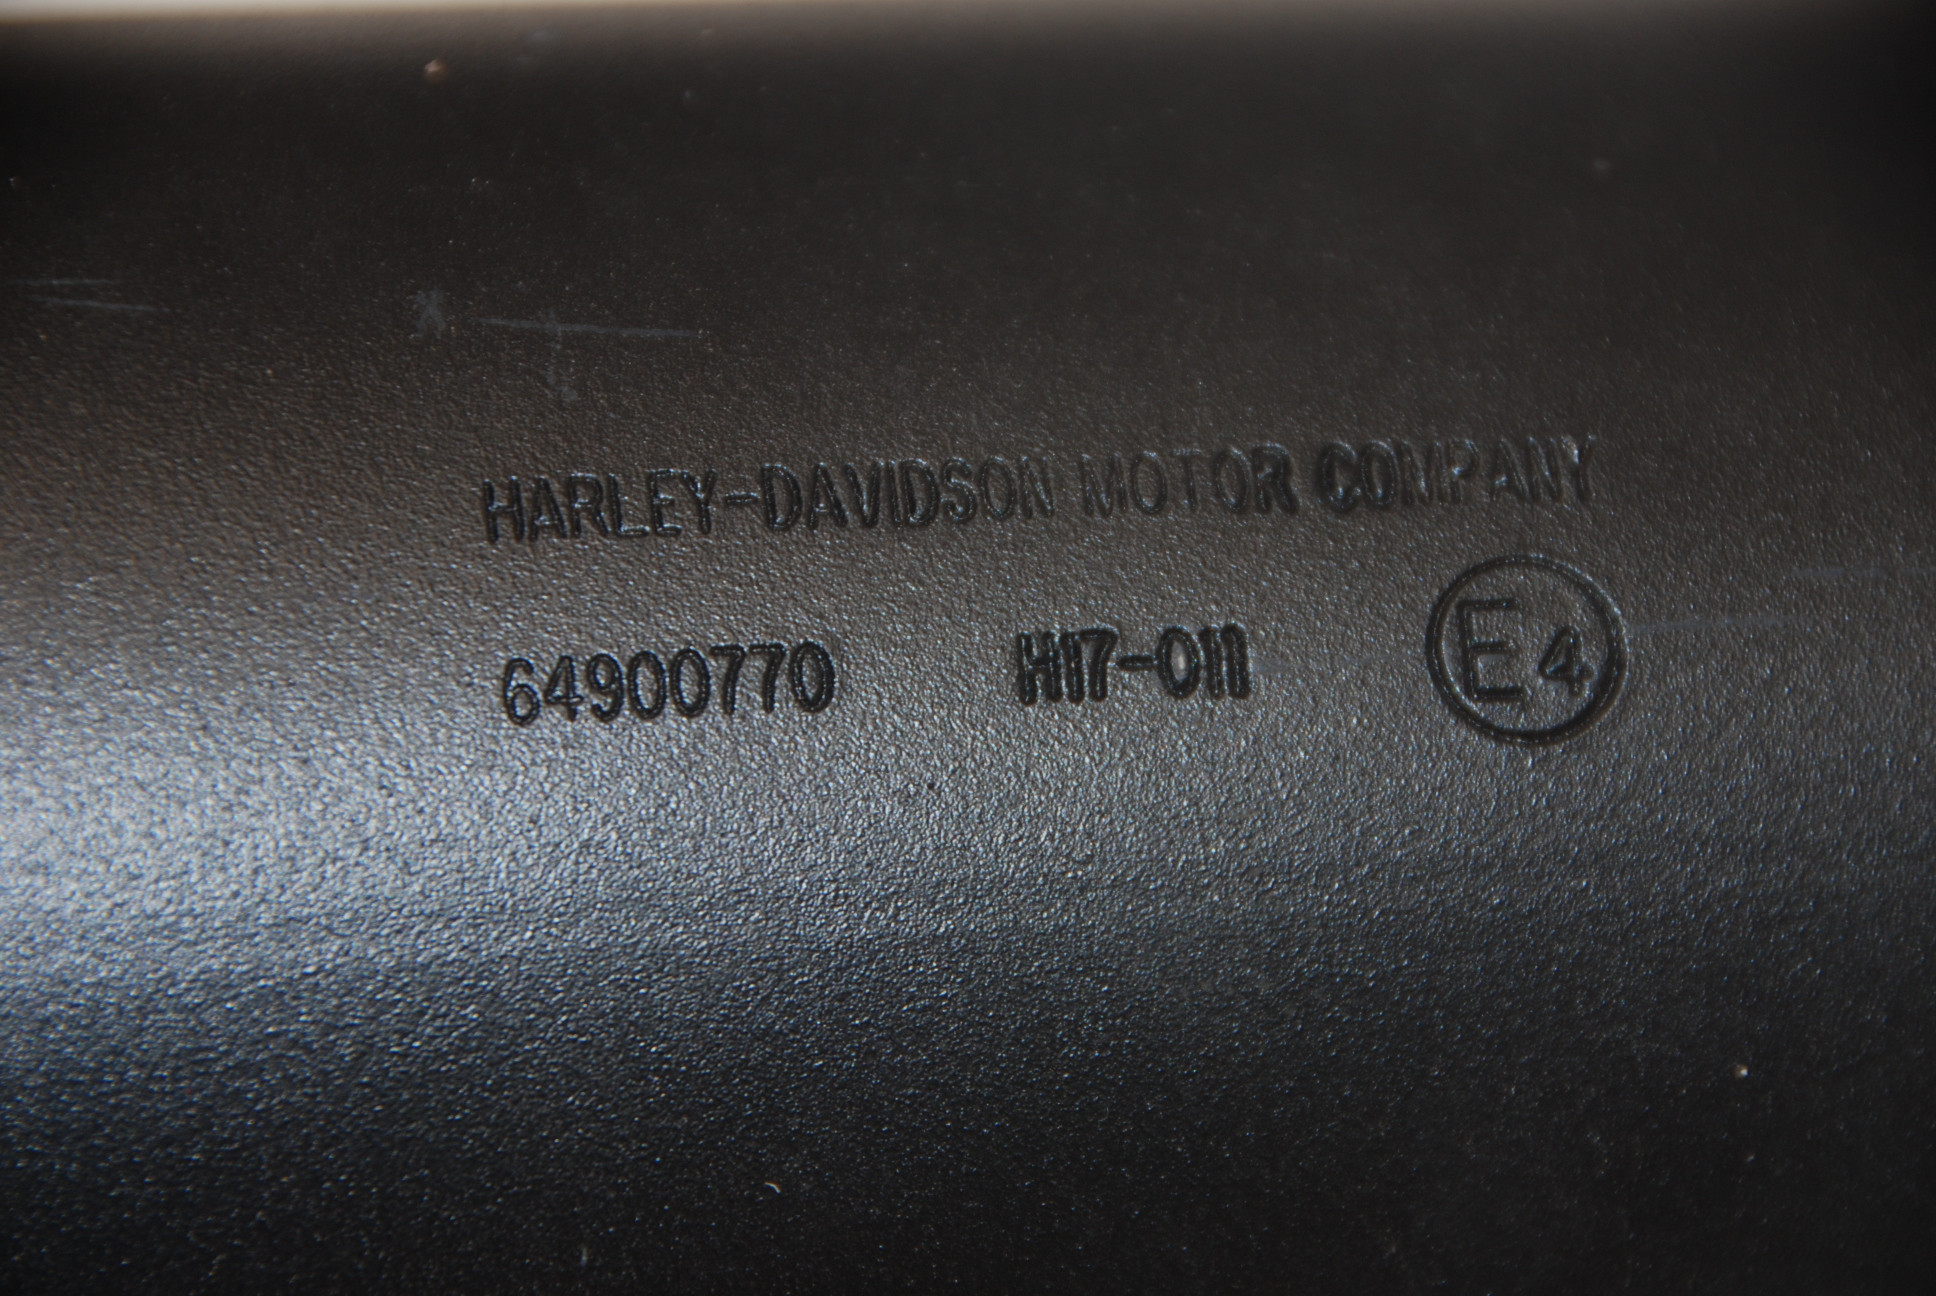 HARLEY-DAVIDSON MOTOR COMPANY
64900770 H17-011 E4